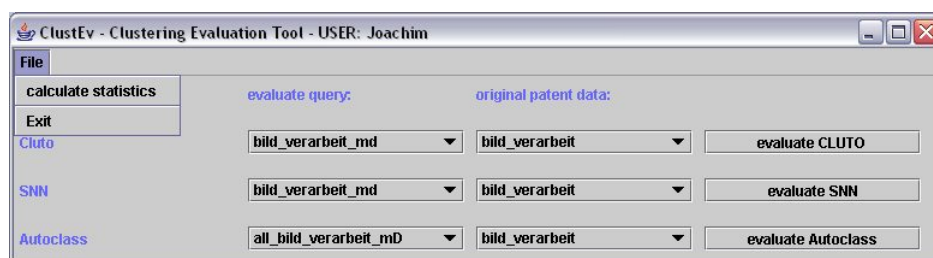 ClustEv - Clustering Evaluation Tool - USER: Joachim
File
calculate statistics
Exit
evaluate query: original patent data:
Cluto bild_verarbeit_md bild_verarbeit evaluate CLUTO
SNN bild_verarbeit_md bild_verarbeit evaluate SNN
Autoclass all_bild_verarbeit_mD bild_verarbeit evaluate Autoclass